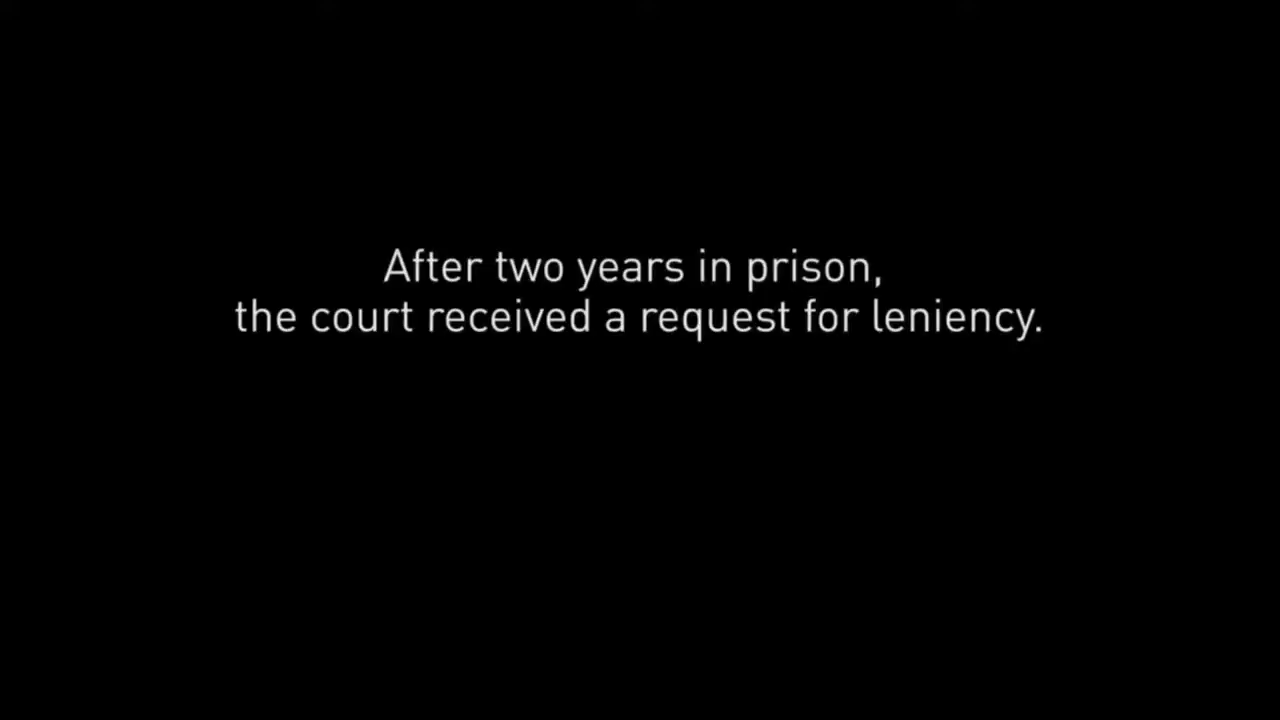 After two years in prison,
the court received a request for leniency.